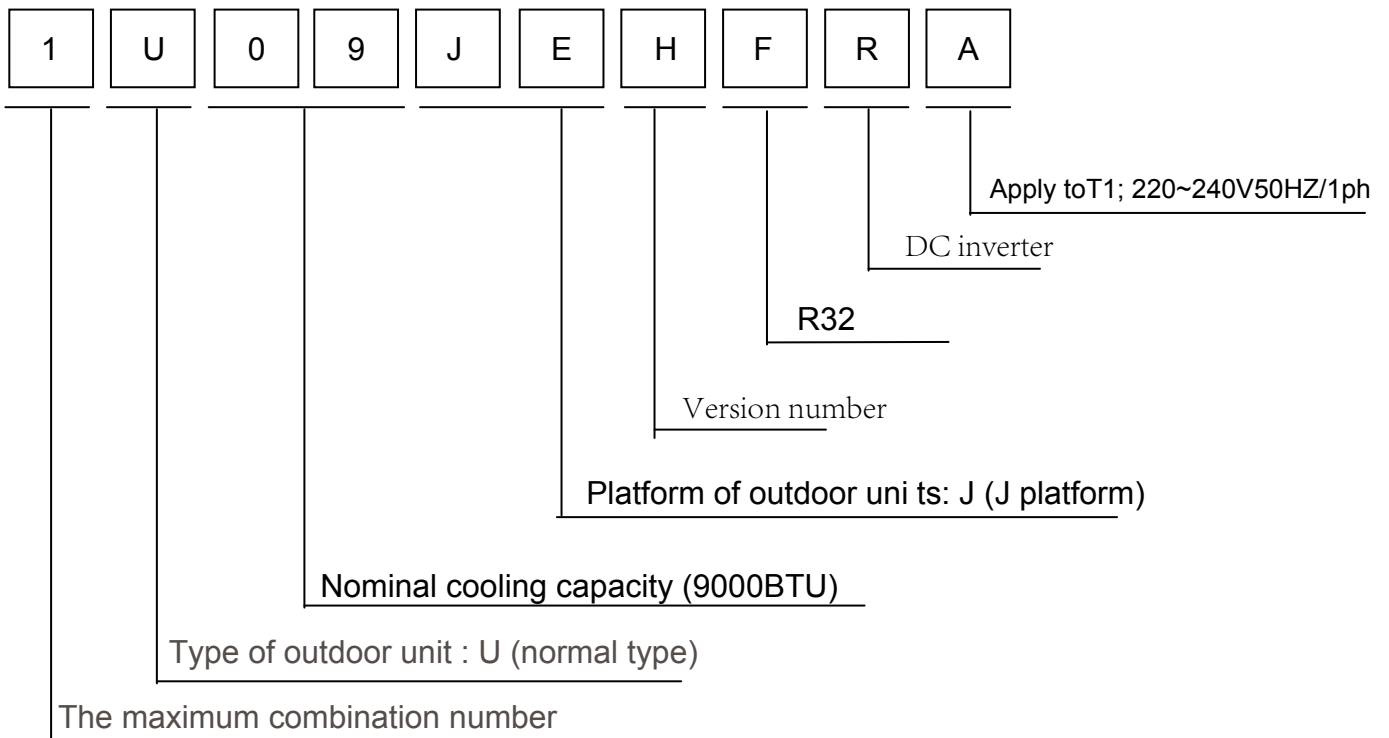 1 U 0 9 J E H F R A
Apply toT1; 220~240V50HZ/1ph
DC inverter
R32
Version number
Platform of outdoor uni ts: J (J platform)
Nominal cooling capacity (9000BTU)
Type of outdoor unit : U (normal type)
The maximum combination number